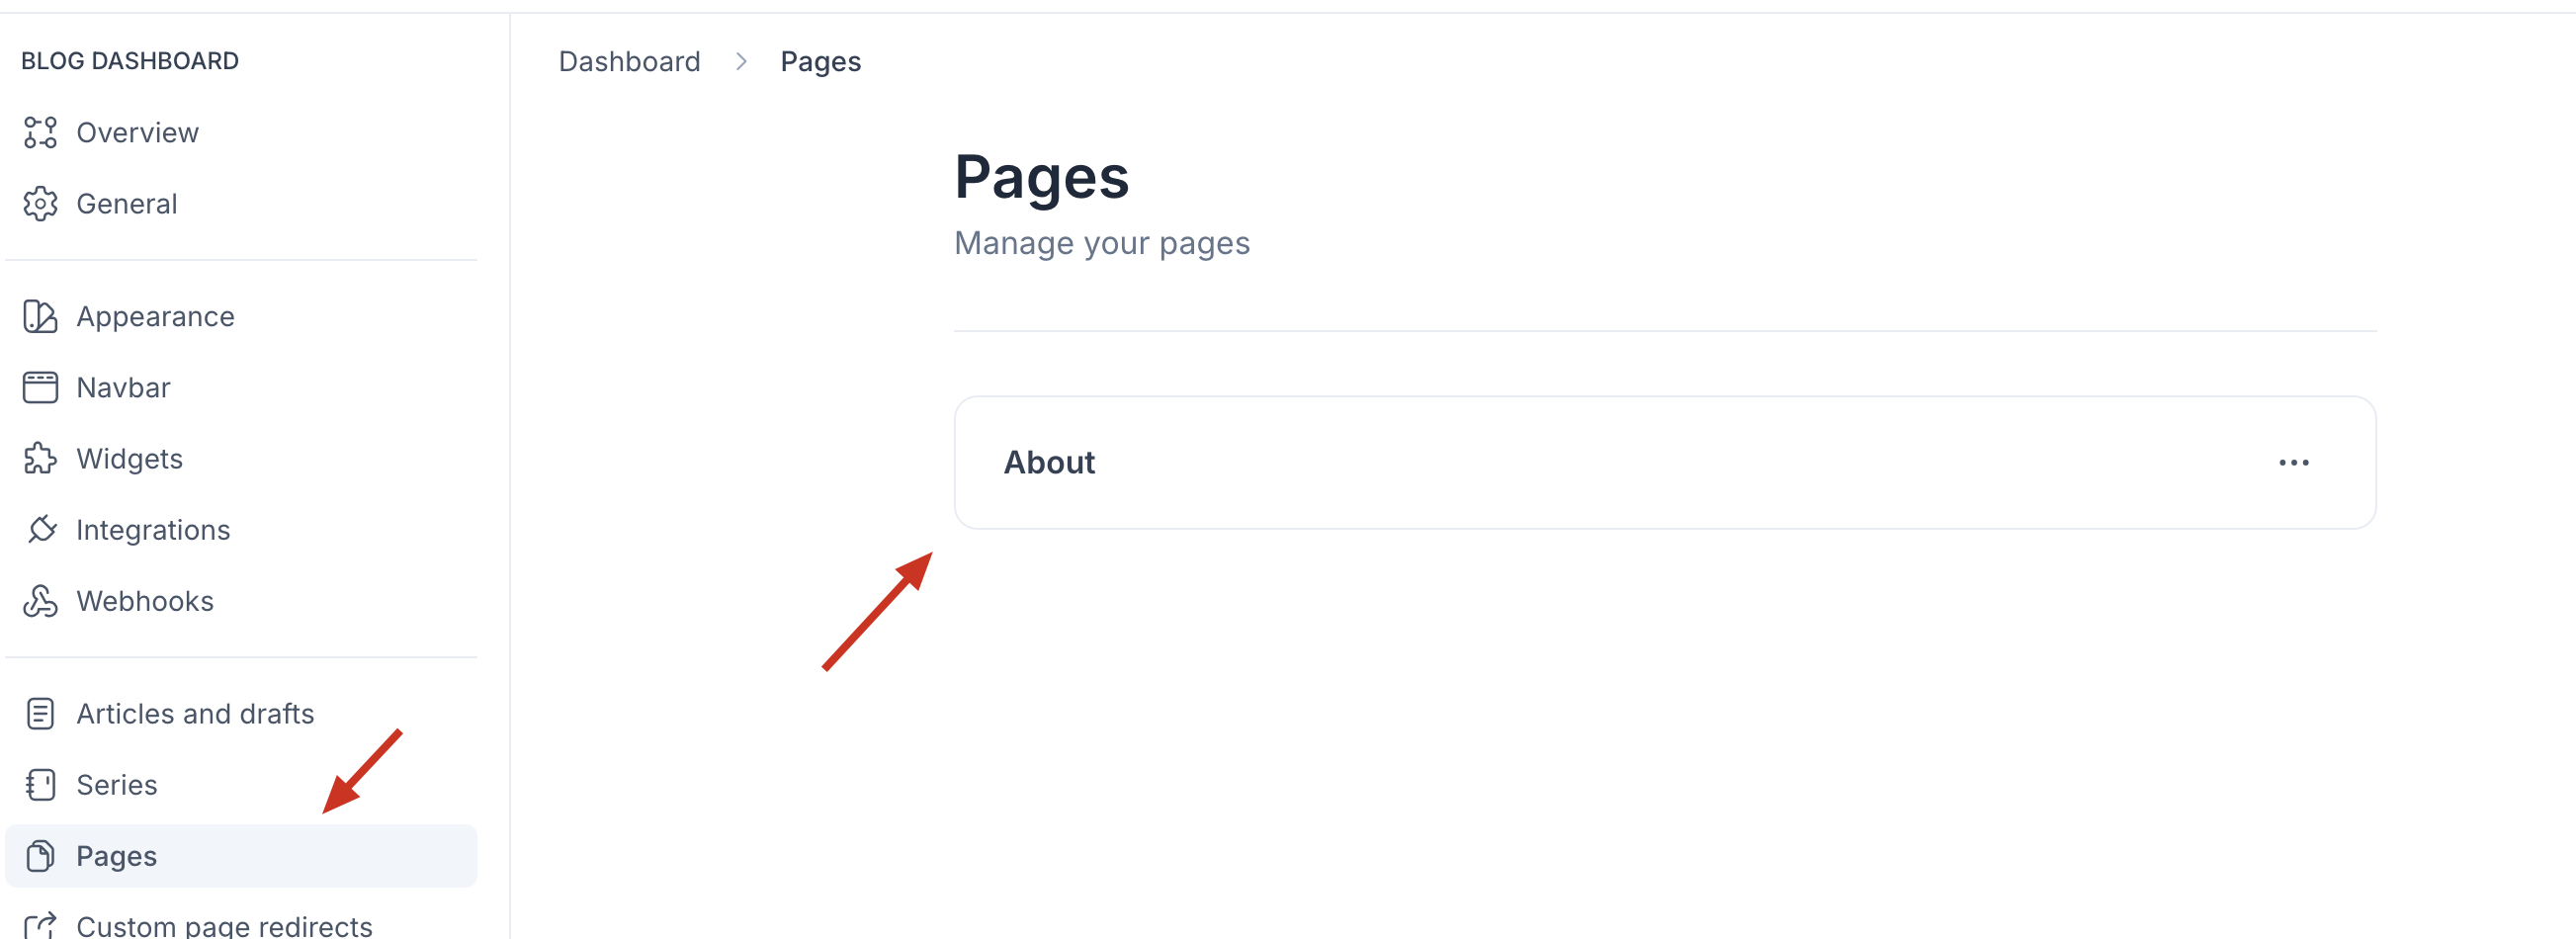 BLOG DASHBOARD
Overview
General
Appearance
Navbar
Widgets
Integrations
Webhooks
Articles and drafts
Series
Pages
Custom page redirects
Dashboard > Pages
Pages
Manage your pages
About